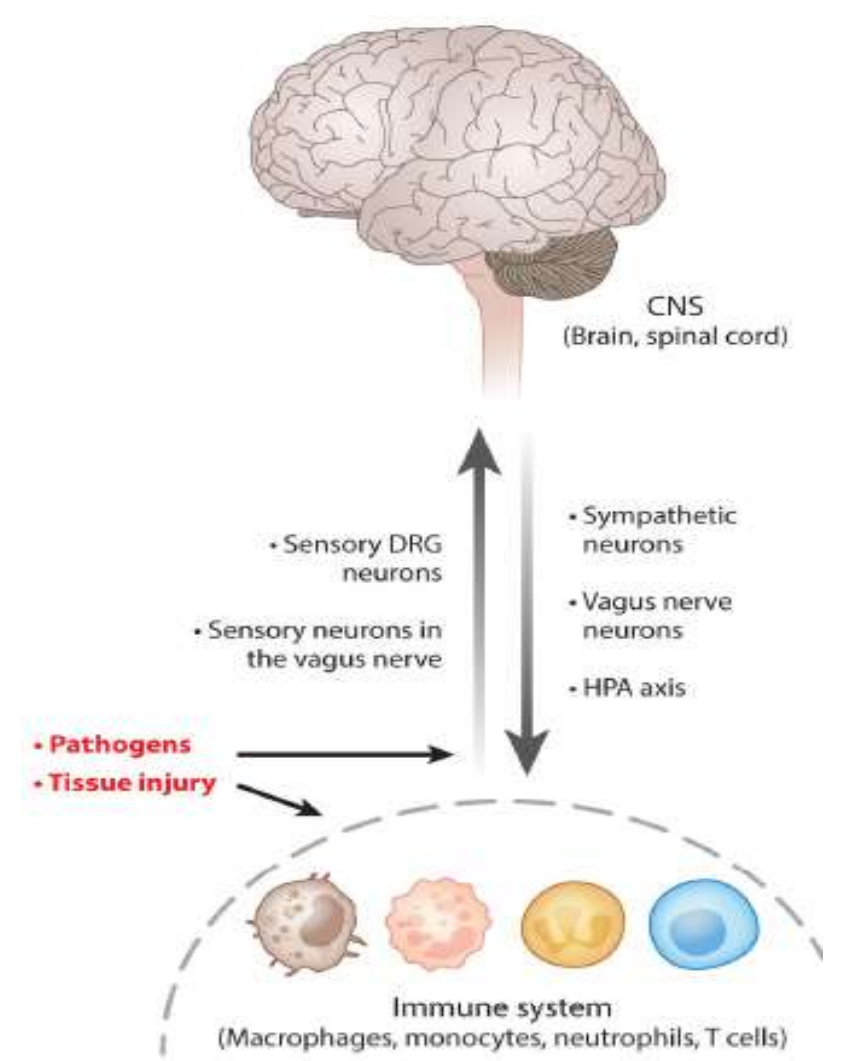 CNS
(Brain, spinal cord)
• Sensory DRG
neurons
• Sensory neurons in
the vagus nerve
• Sympathetic
neurons
• Vagus nerve
neurons
• HPA axis
• Pathogens
• Tissue injury
Immune system
(Macrophages, monocytes, neutrophils, T cells)